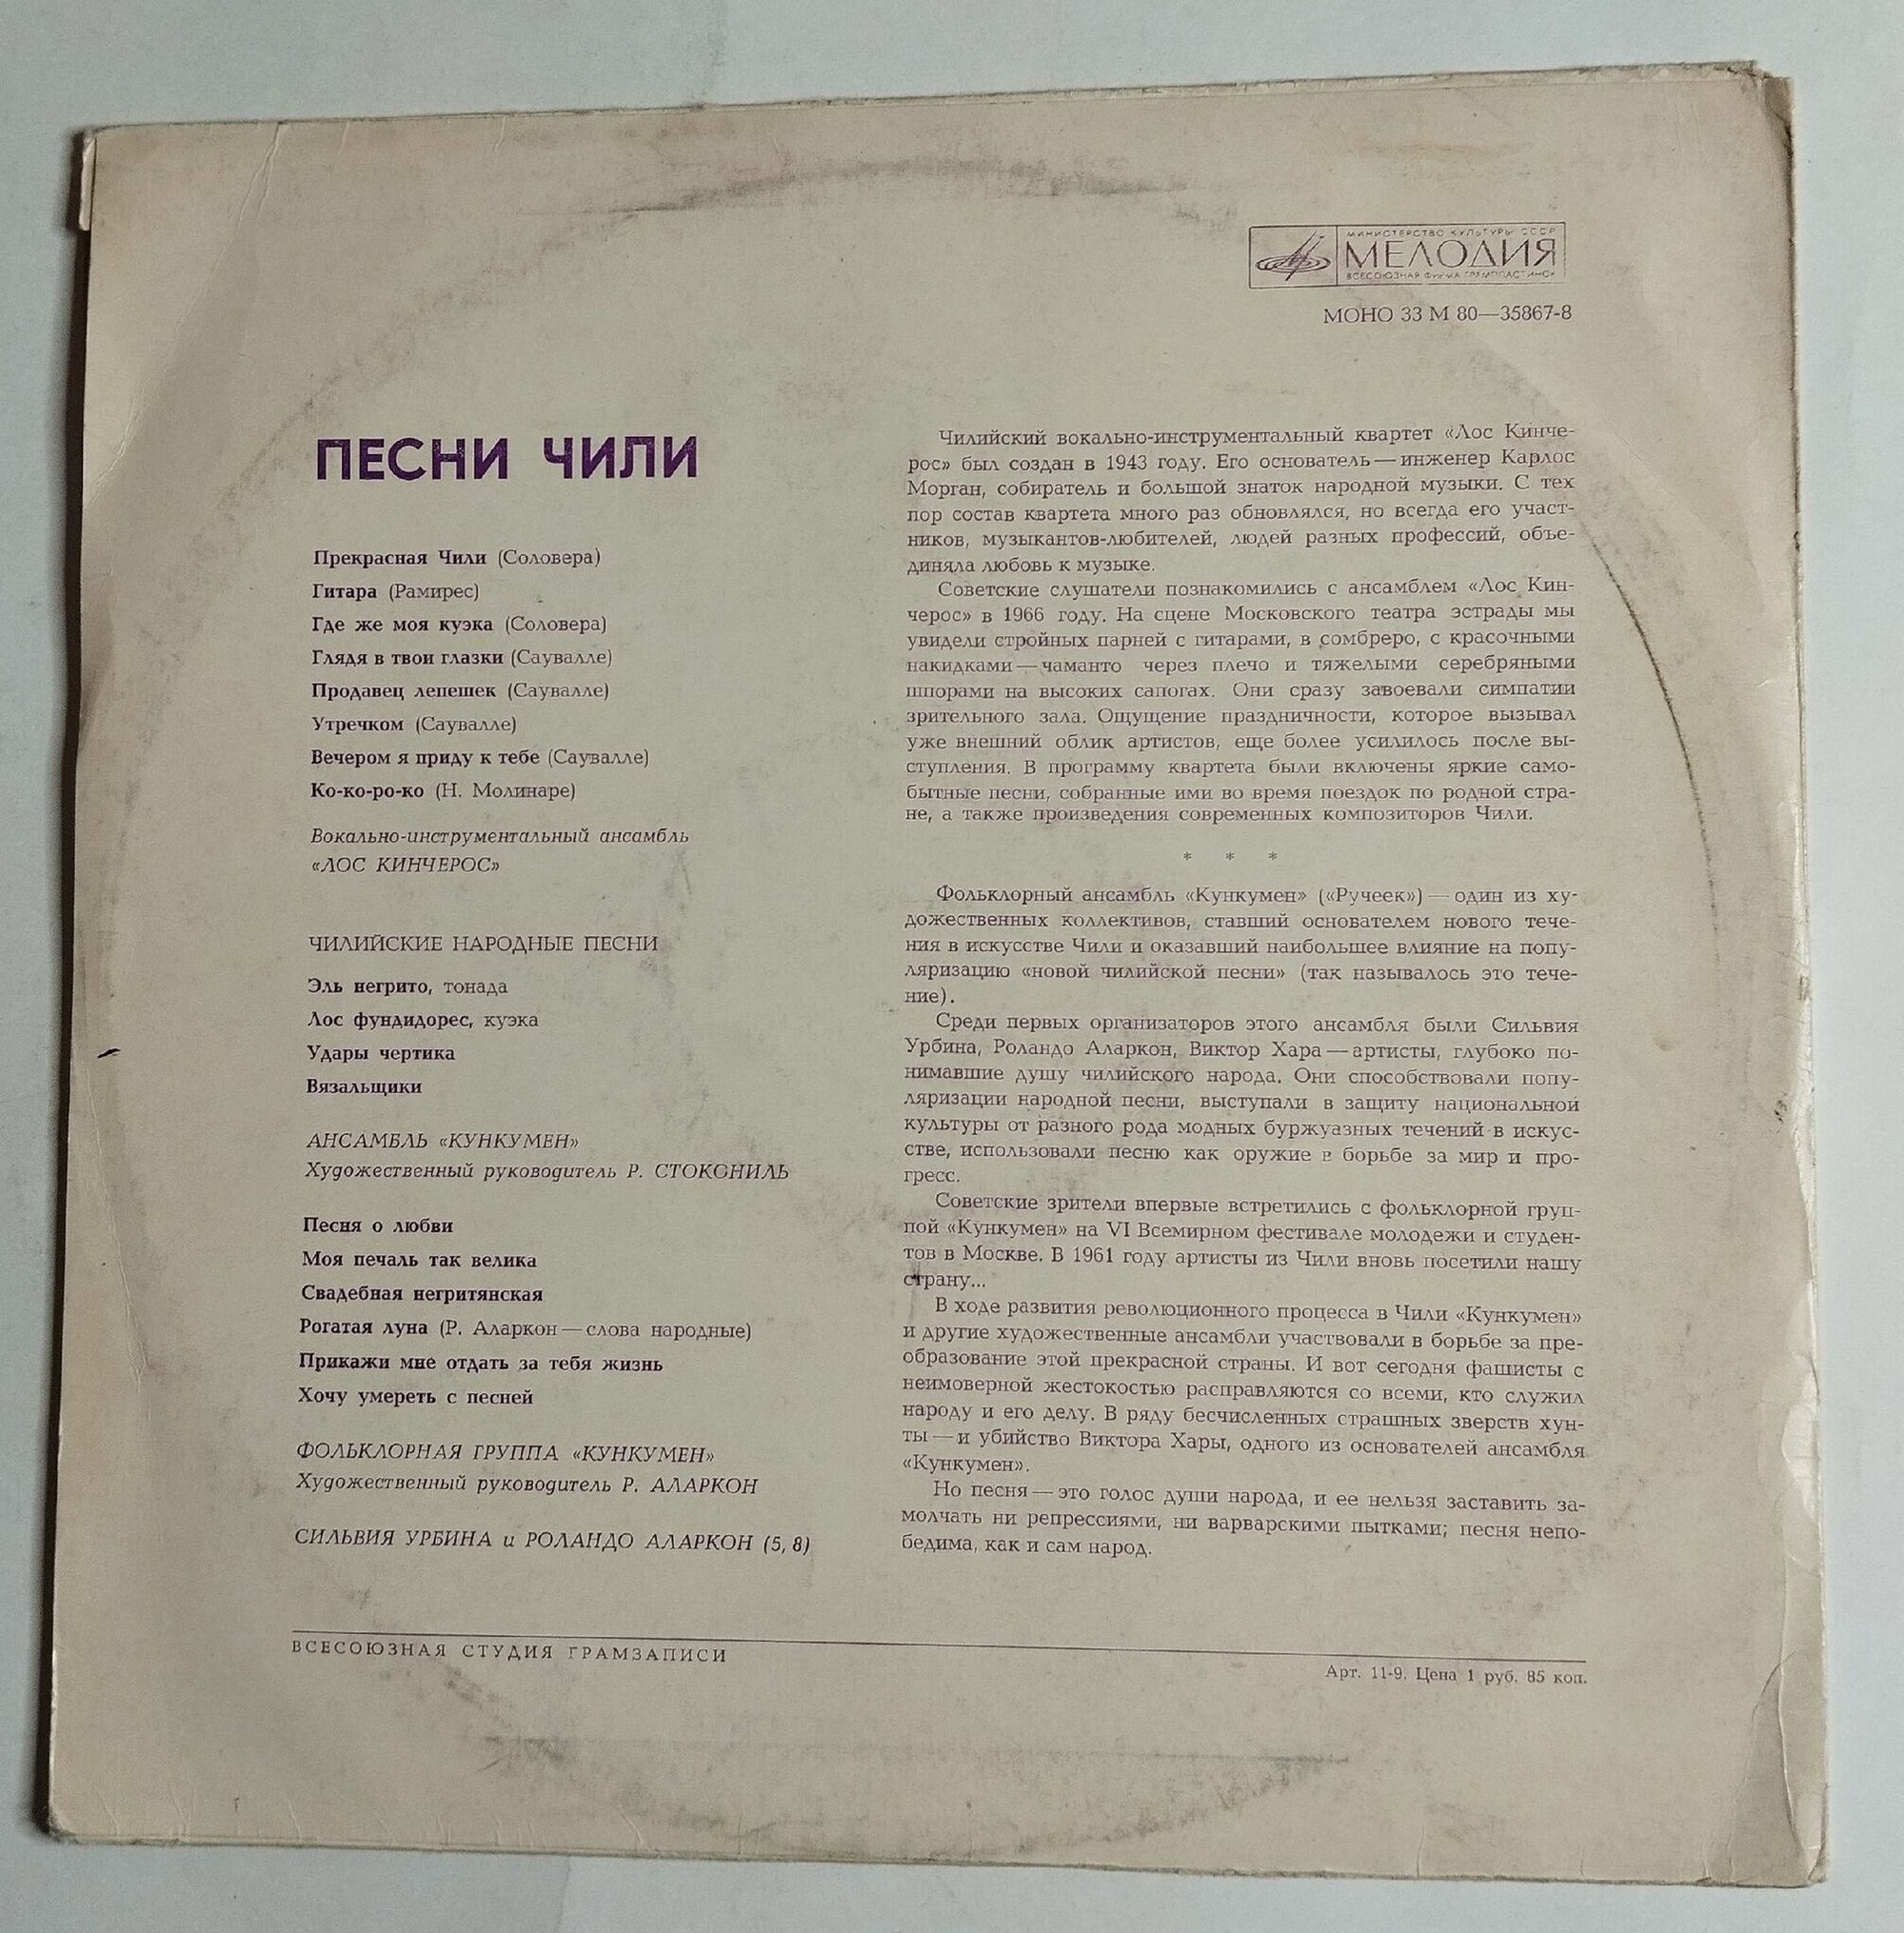 МИНИСТЕРСТВО КУЛЬТУРЫ СССР
МЕЛОДИЯ
ВСЕСОЮЗНАЯ ФИРМА ГРАМПЛАСТИНОК
МОНО 33 М 80—35867-8
ПЕСНИ ЧИЛИ
Прекрасная Чили (Соловера)
Гитара (Рамирес)
Где же моя куэка (Соловера)
Глядя в твои глазки (Саувалле)
Продавец лепешек (Саувалле)
Утречком (Саувалле)
Вечером я приду к тебе (Саувалле)
Ко-ко-ро-ко (Н. Молинаре)
Вокально-инструментальный ансамбль
«ЛОС КИНЧЕРОС»
ЧИЛИЙСКИЕ НАРОДНЫЕ ПЕСНИ
Эль негрито, тонада
Лос фундидорес, куэка
Удары чертика
Вязальщики
АНСАМБЛЬ «КУНКУМЕН»
Художественный руководитель Р. СТОКОНИЛЬ
Песня о любви
Моя печаль так велика
Свадебная негритянская
Рогатая луна (Р. Аларкон — слова народные)
Прикажи мне отдать за тебя жизнь
Хочу умереть с песней
ФОЛЬКЛОРНАЯ ГРУППА «КУНКУМЕН»
Художественный руководитель Р. АЛАРКОН
СИЛЬВИЯ УРБИНА и РОЛАНДО АЛАРКОН (5, 8)
Чилийский вокально-инструментальный квартет «Лос Кинче-
рос» был создан в 1943 году. Его основатель — инженер Карлос
Морган, собиратель и большой знаток народной музыки. С тех
пор состав квартета много раз обновлялся, но всегда его участ-
ников, музыкантов-любителей, людей разных профессий, объе-
диняла любовь к музыке.
Советские слушатели познакомились с ансамблем «Лос Кин-
черос» в 1966 году. На сцене Московского театра эстрады мы
увидели стройных парней с гитарами, в сомбреро, с красочными
накидками — чаманто через плечо и тяжелыми серебряными
шпорами на высоких сапогах. Они сразу завоевали симпатии
зрительного зала. Ощущение праздничности, которое вызывал
уже внешний облик артистов, еще более усилилось после вы-
ступления. В программу квартета были включены яркие само-
бытные песни, собранные ими во время поездок по родной стра-
не, а также произведения современных композиторов Чили.
* * *
Фольклорный ансамбль «Кункумен» («Ручеек») — один из ху-
дожественных коллективов, ставший основателем нового тече-
ния в искусстве Чили и оказавший наибольшее влияние на попу-
ляризацию «новой чилийской песни» (так называлось это тече-
ние).
Среди первых организаторов этого ансамбля были Сильвия
Урбина, Роландо Аларкон, Виктор Хара — артисты, глубоко по-
нимавшие душу чилийского народа. Они способствовали попу-
ляризации народной песни, выступали в защиту национальной
культуры от разного рода модных буржуазных течений в искус-
стве, использовали песню как оружие в борьбе за мир и про-
гресс.
Советские зрители впервые встретились с фольклорной груп-
пой «Кункумен» на VI Всемирном фестивале молодежи и студен-
тов в Москве. В 1961 году артисты из Чили вновь посетили нашу
страну...
В ходе развития революционного процесса в Чили «Кункумен»
и другие художественные ансамбли участвовали в борьбе за пре-
образование этой прекрасной страны. И вот сегодня фашисты с
неимоверной жестокостью расправляются со всеми, кто служил
народу и его делу. В ряду бесчисленных страшных зверств хун-
ты — и убийство Виктора Хары, одного из основателей ансамбля
«Кункумен».
Но песня — это голос души народа, и ее нельзя заставить за-
молчать ни репрессиями, ни варварскими пытками; песня непо-
бедима, как и сам народ.
ВСЕСОЮЗНАЯ СТУДИЯ ГРАМЗАПИСИ
Арт. 11-9. Цена 1 руб. 85 коп.